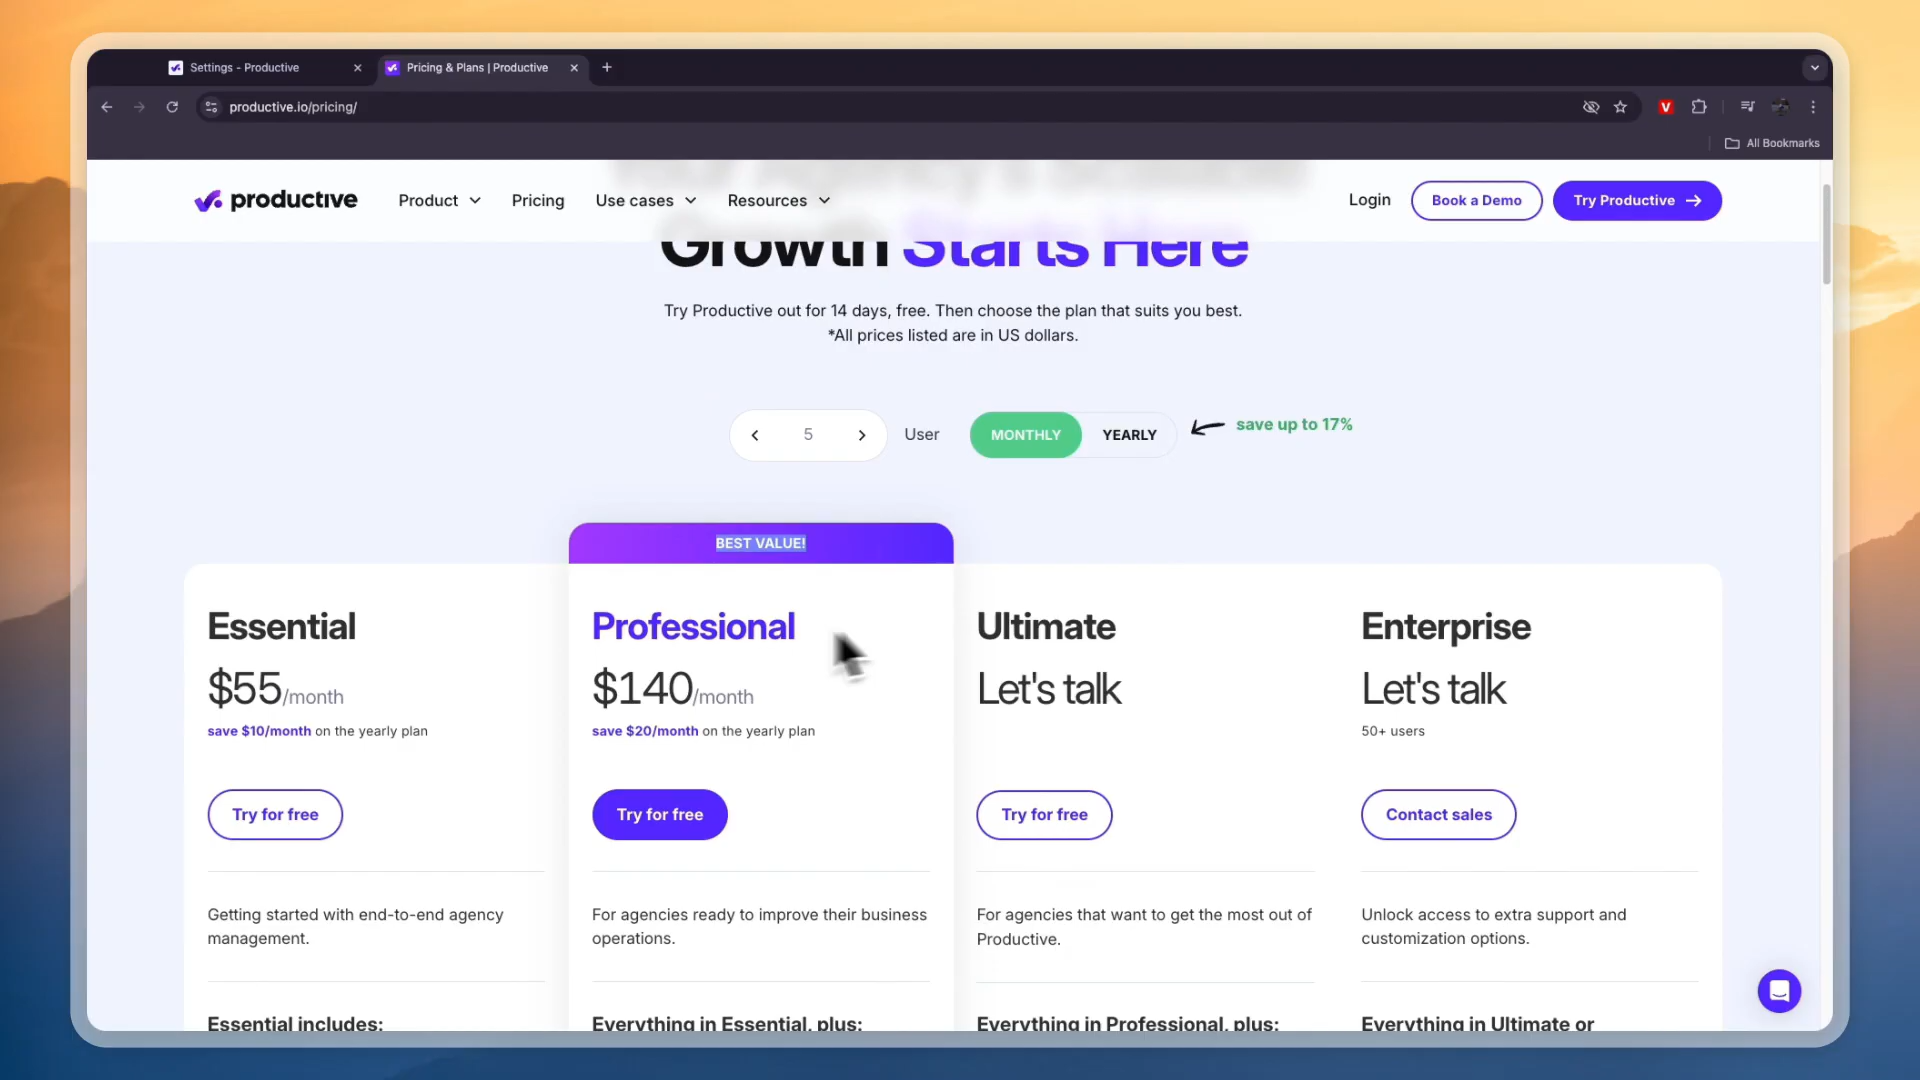 Settings - Productive
Pricing & Plans | Productive
productive.io/pricing/
All Bookmarks
productive
Product
Pricing
Use cases
Resources
Login
Book a Demo
Try Productive
Your Agency's Scalable
Growth Starts Here
Try Productive out for 14 days, free. Then choose the plan that suits you best.
*All prices listed are in US dollars.
5
User
MONTHLY
YEARLY
save up to 17%
BEST VALUE!
Essential
$55/month
save $10/month on the yearly plan
Try for free
Getting started with end-to-end agency
management.
Essential includes:
Professional
$140/month
save $20/month on the yearly plan
Try for free
For agencies ready to improve their business
operations.
Everything in Essential, plus:
Ultimate
Let's talk
Try for free
For agencies that want to get the most out of
Productive.
Everything in Professional, plus:
Enterprise
Let's talk
50+ users
Contact sales
Unlock access to extra support and
customization options.
Everything in Ultimate or